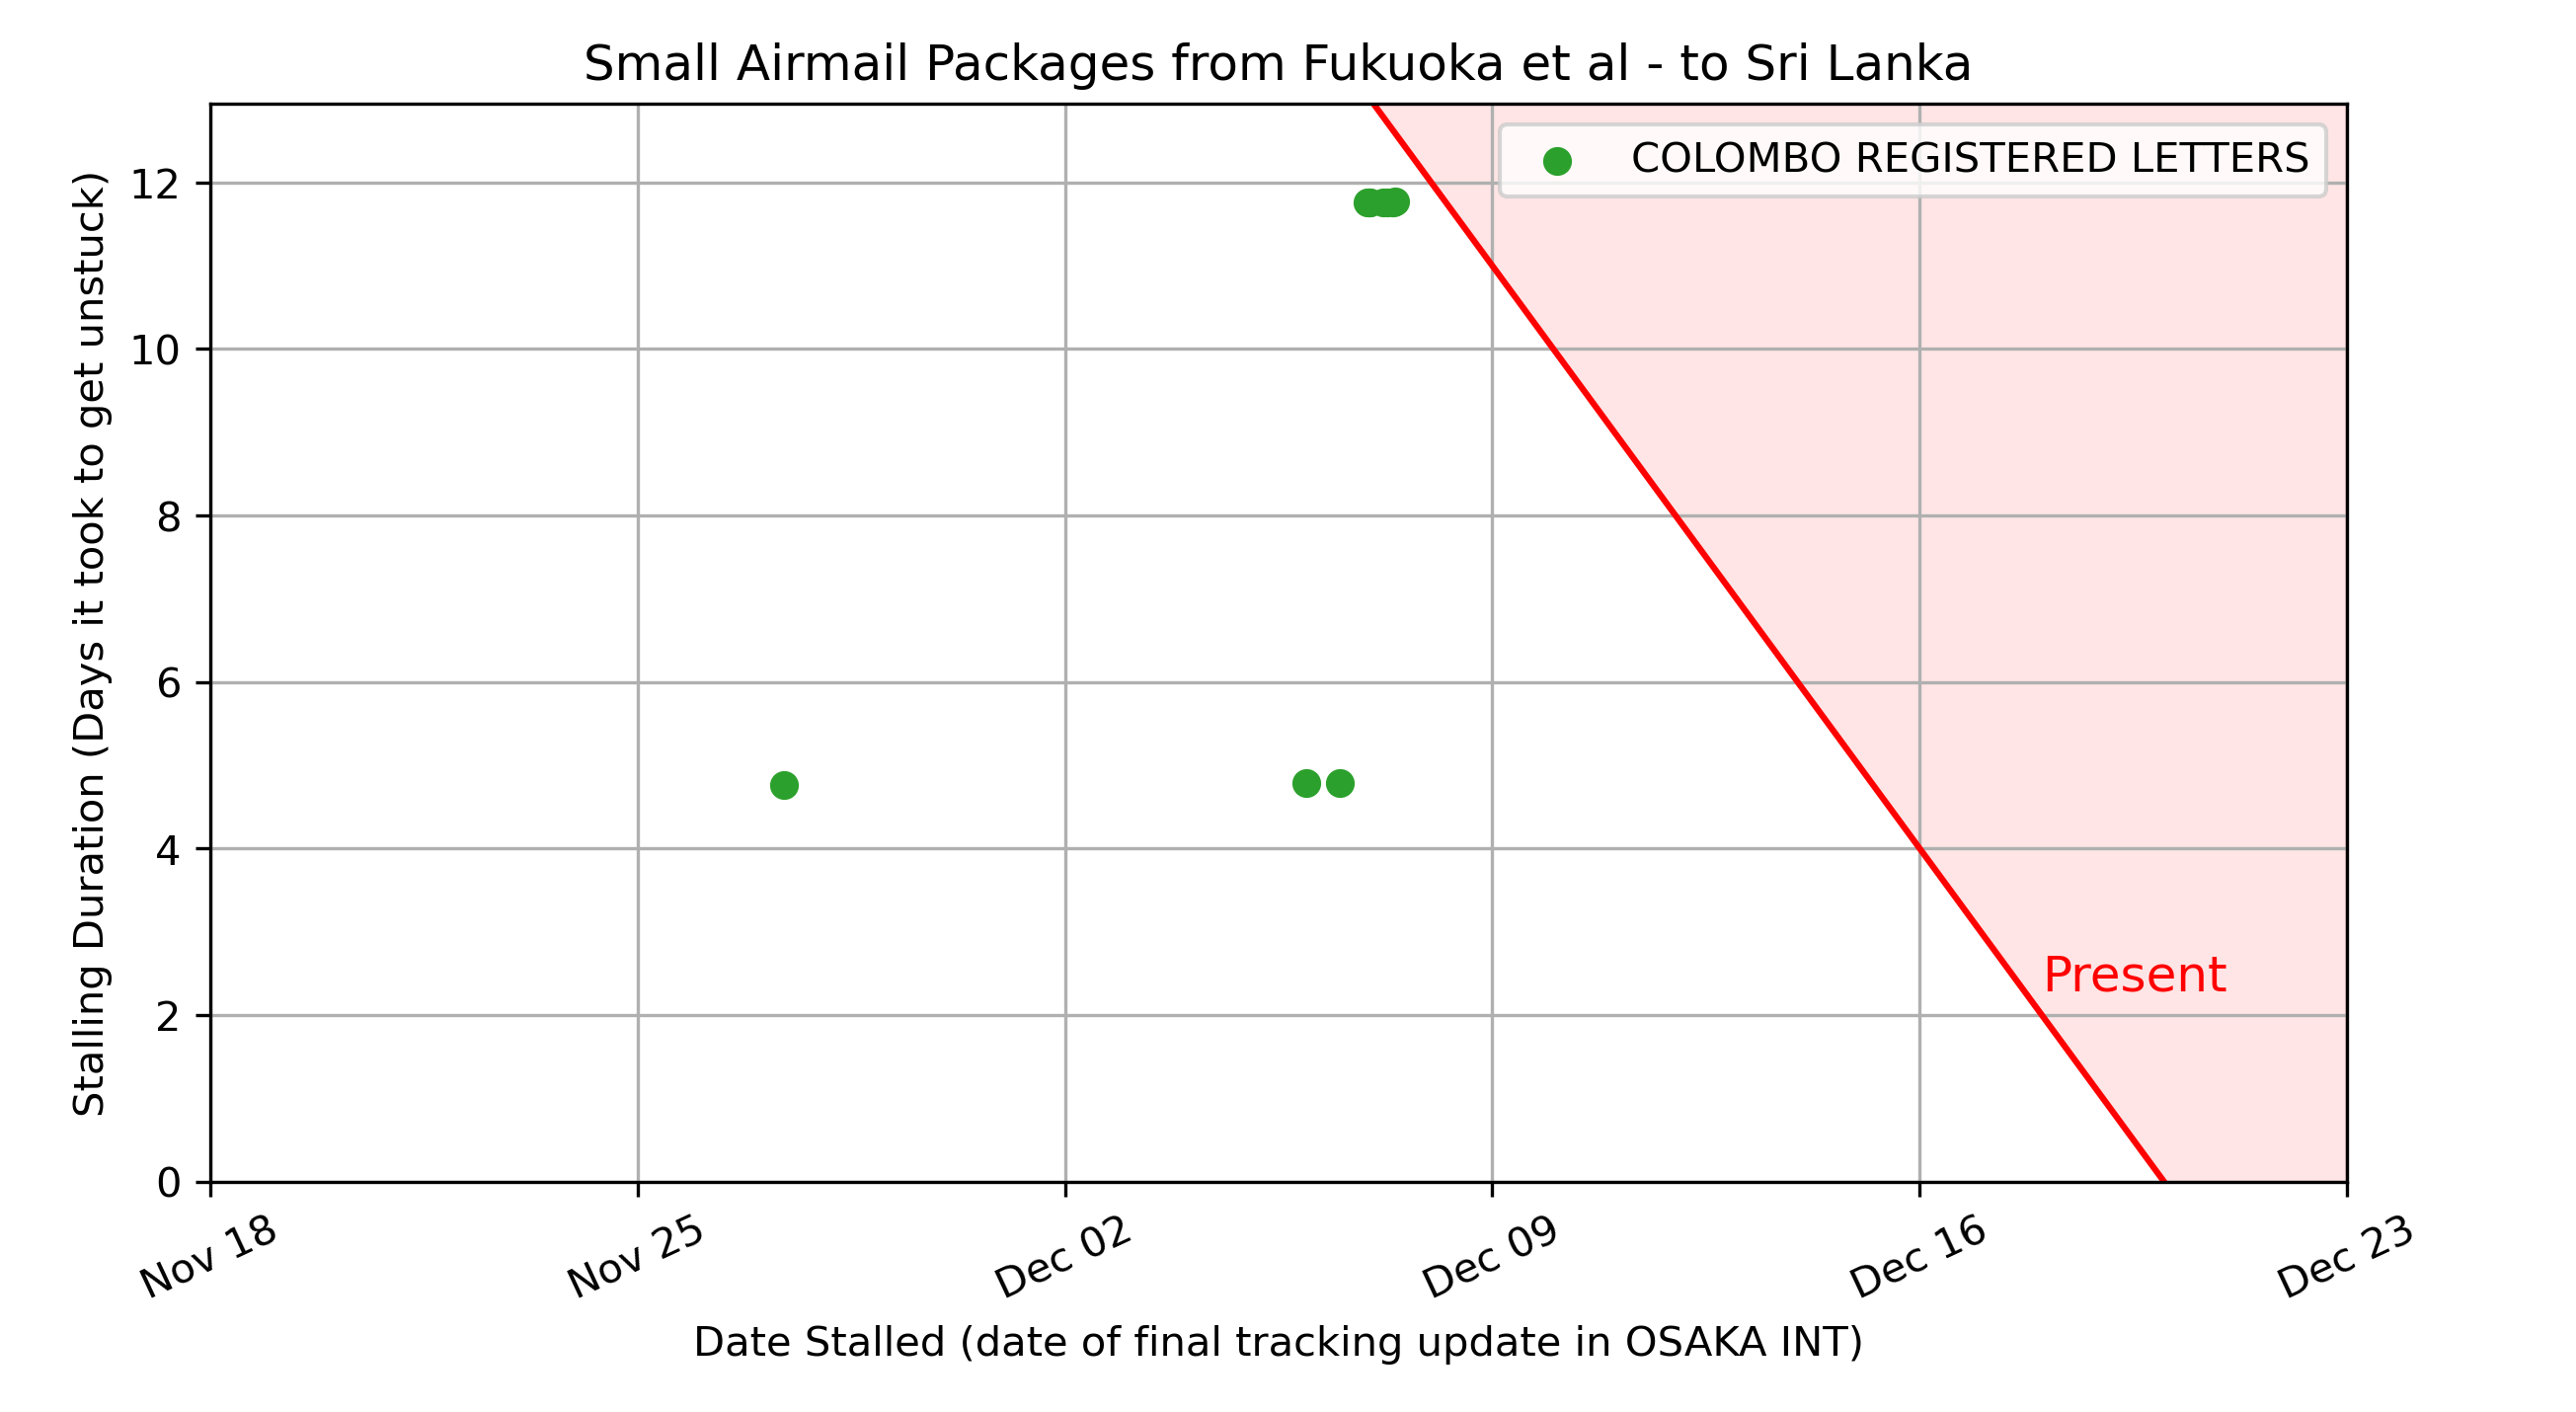 Small Airmail Packages from Fukuoka et al - to Sri Lanka
COLOMBO REGISTERED LETTERS
Stalling Duration (Days it took to get unstuck)
12
10
8
6
4
2
0
Present
Nov 18
Nov 25
Dec 02
Dec 09
Dec 16
Dec 23
Date Stalled (date of final tracking update in OSAKA INT)